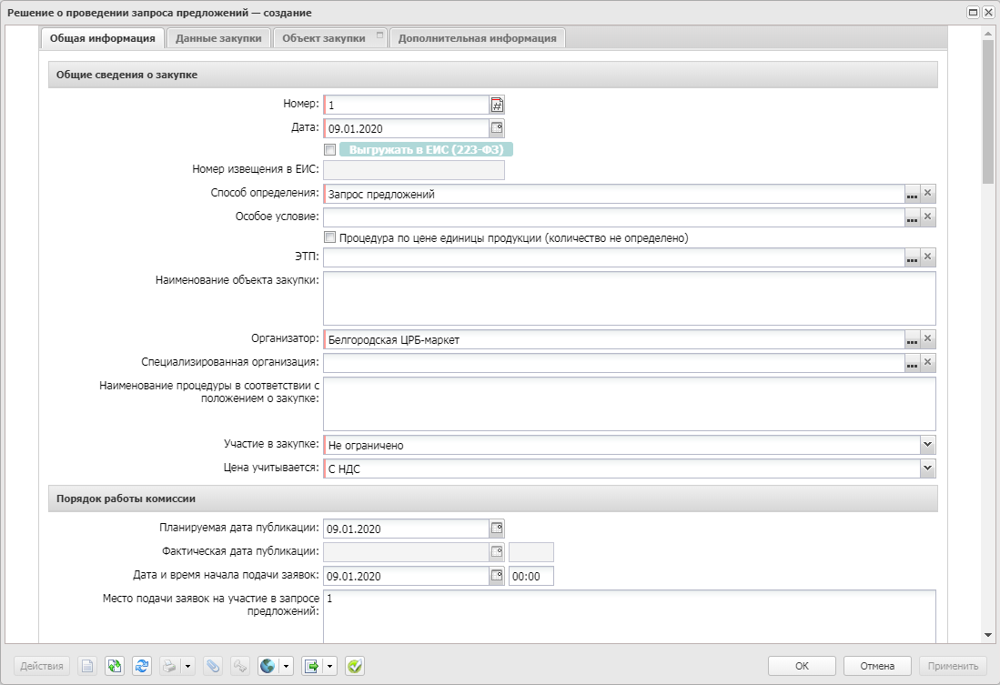 Решение о проведении запроса предложений — создание
Общая информация Данные закупки Объект закупки Дополнительная информация
Общие сведения о закупке
Номер: 1
Дата: 09.01.2020
Выгружать в ЕИС (223-ФЗ)
Номер извещения в ЕИС:
Способ определения: Запрос предложений
Особое условие:
Процедура по цене единицы продукции (количество не определено)
ЭТП:
Наименование объекта закупки:
Организатор: Белгородская ЦРБ-маркет
Специализированная организация:
Наименование процедуры в соответствии с
положением о закупке:
Участие в закупке: Не ограничено
Цена учитывается: С НДС
Порядок работы комиссии
Планируемая дата публикации: 09.01.2020
Фактическая дата публикации:
Дата и время начала подачи заявок: 09.01.2020 00:00
Место подачи заявок на участие в запросе 1
предложений:
Действия ОК Отмена Применить